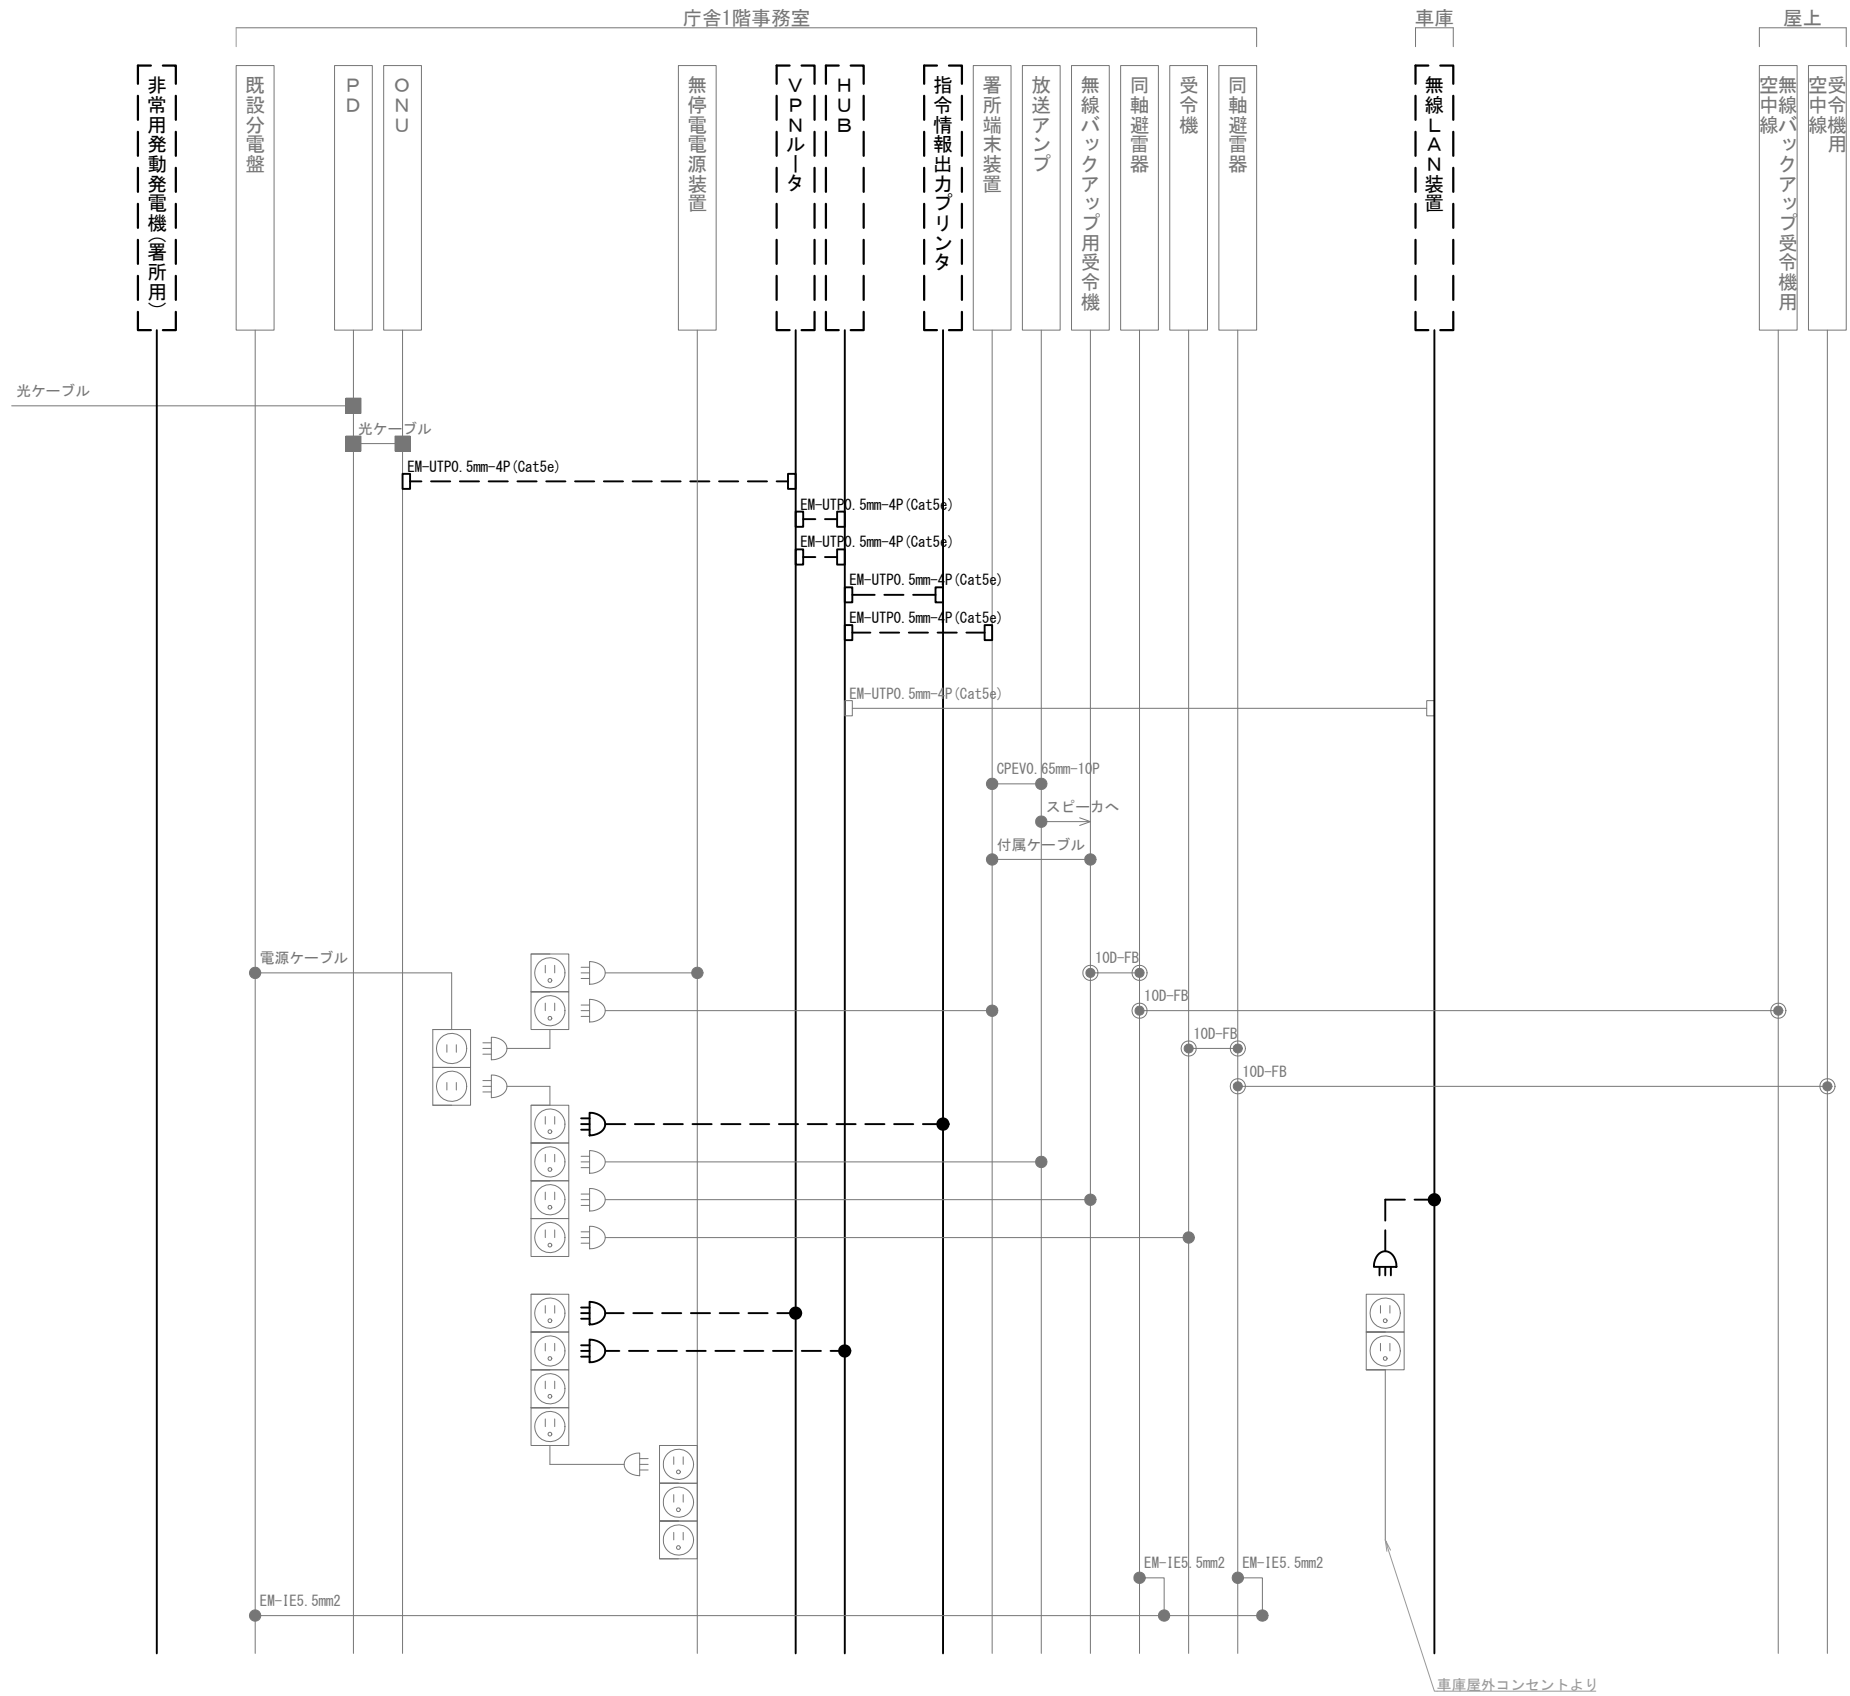 庁舎1階事務室
車庫
屋上
非常用発動発電機(署所用)
既設分電盤
PD
ONU
無停電電源装置
VPNルータ
HUB
指令情報出力プリンタ
署所端末装置
放送アンプ
無線バックアップ用受令機
同軸避雷器
受令機
同軸避雷器
無線LAN装置
無線バックアップ受令機用
空中線
受令機用
空中線
光ケーブル
光ケーブル
EM-UTP0.5mm-4P(Cat5e)
EM-UTP0.5mm-4P(Cat5e)
EM-UTP0.5mm-4P(Cat5e)
EM-UTP0.5mm-4P(Cat5e)
EM-UTP0.5mm-4P(Cat5e)
EM-UTP0.5mm-4P(Cat5e)
CPEV0.65mm-10P
スピーカへ
付属ケーブル
電源ケーブル
10D-FB
10D-FB
10D-FB
10D-FB
EM-IE5.5mm2
EM-IE5.5mm2
EM-IE5.5mm2
車庫屋外コンセントより